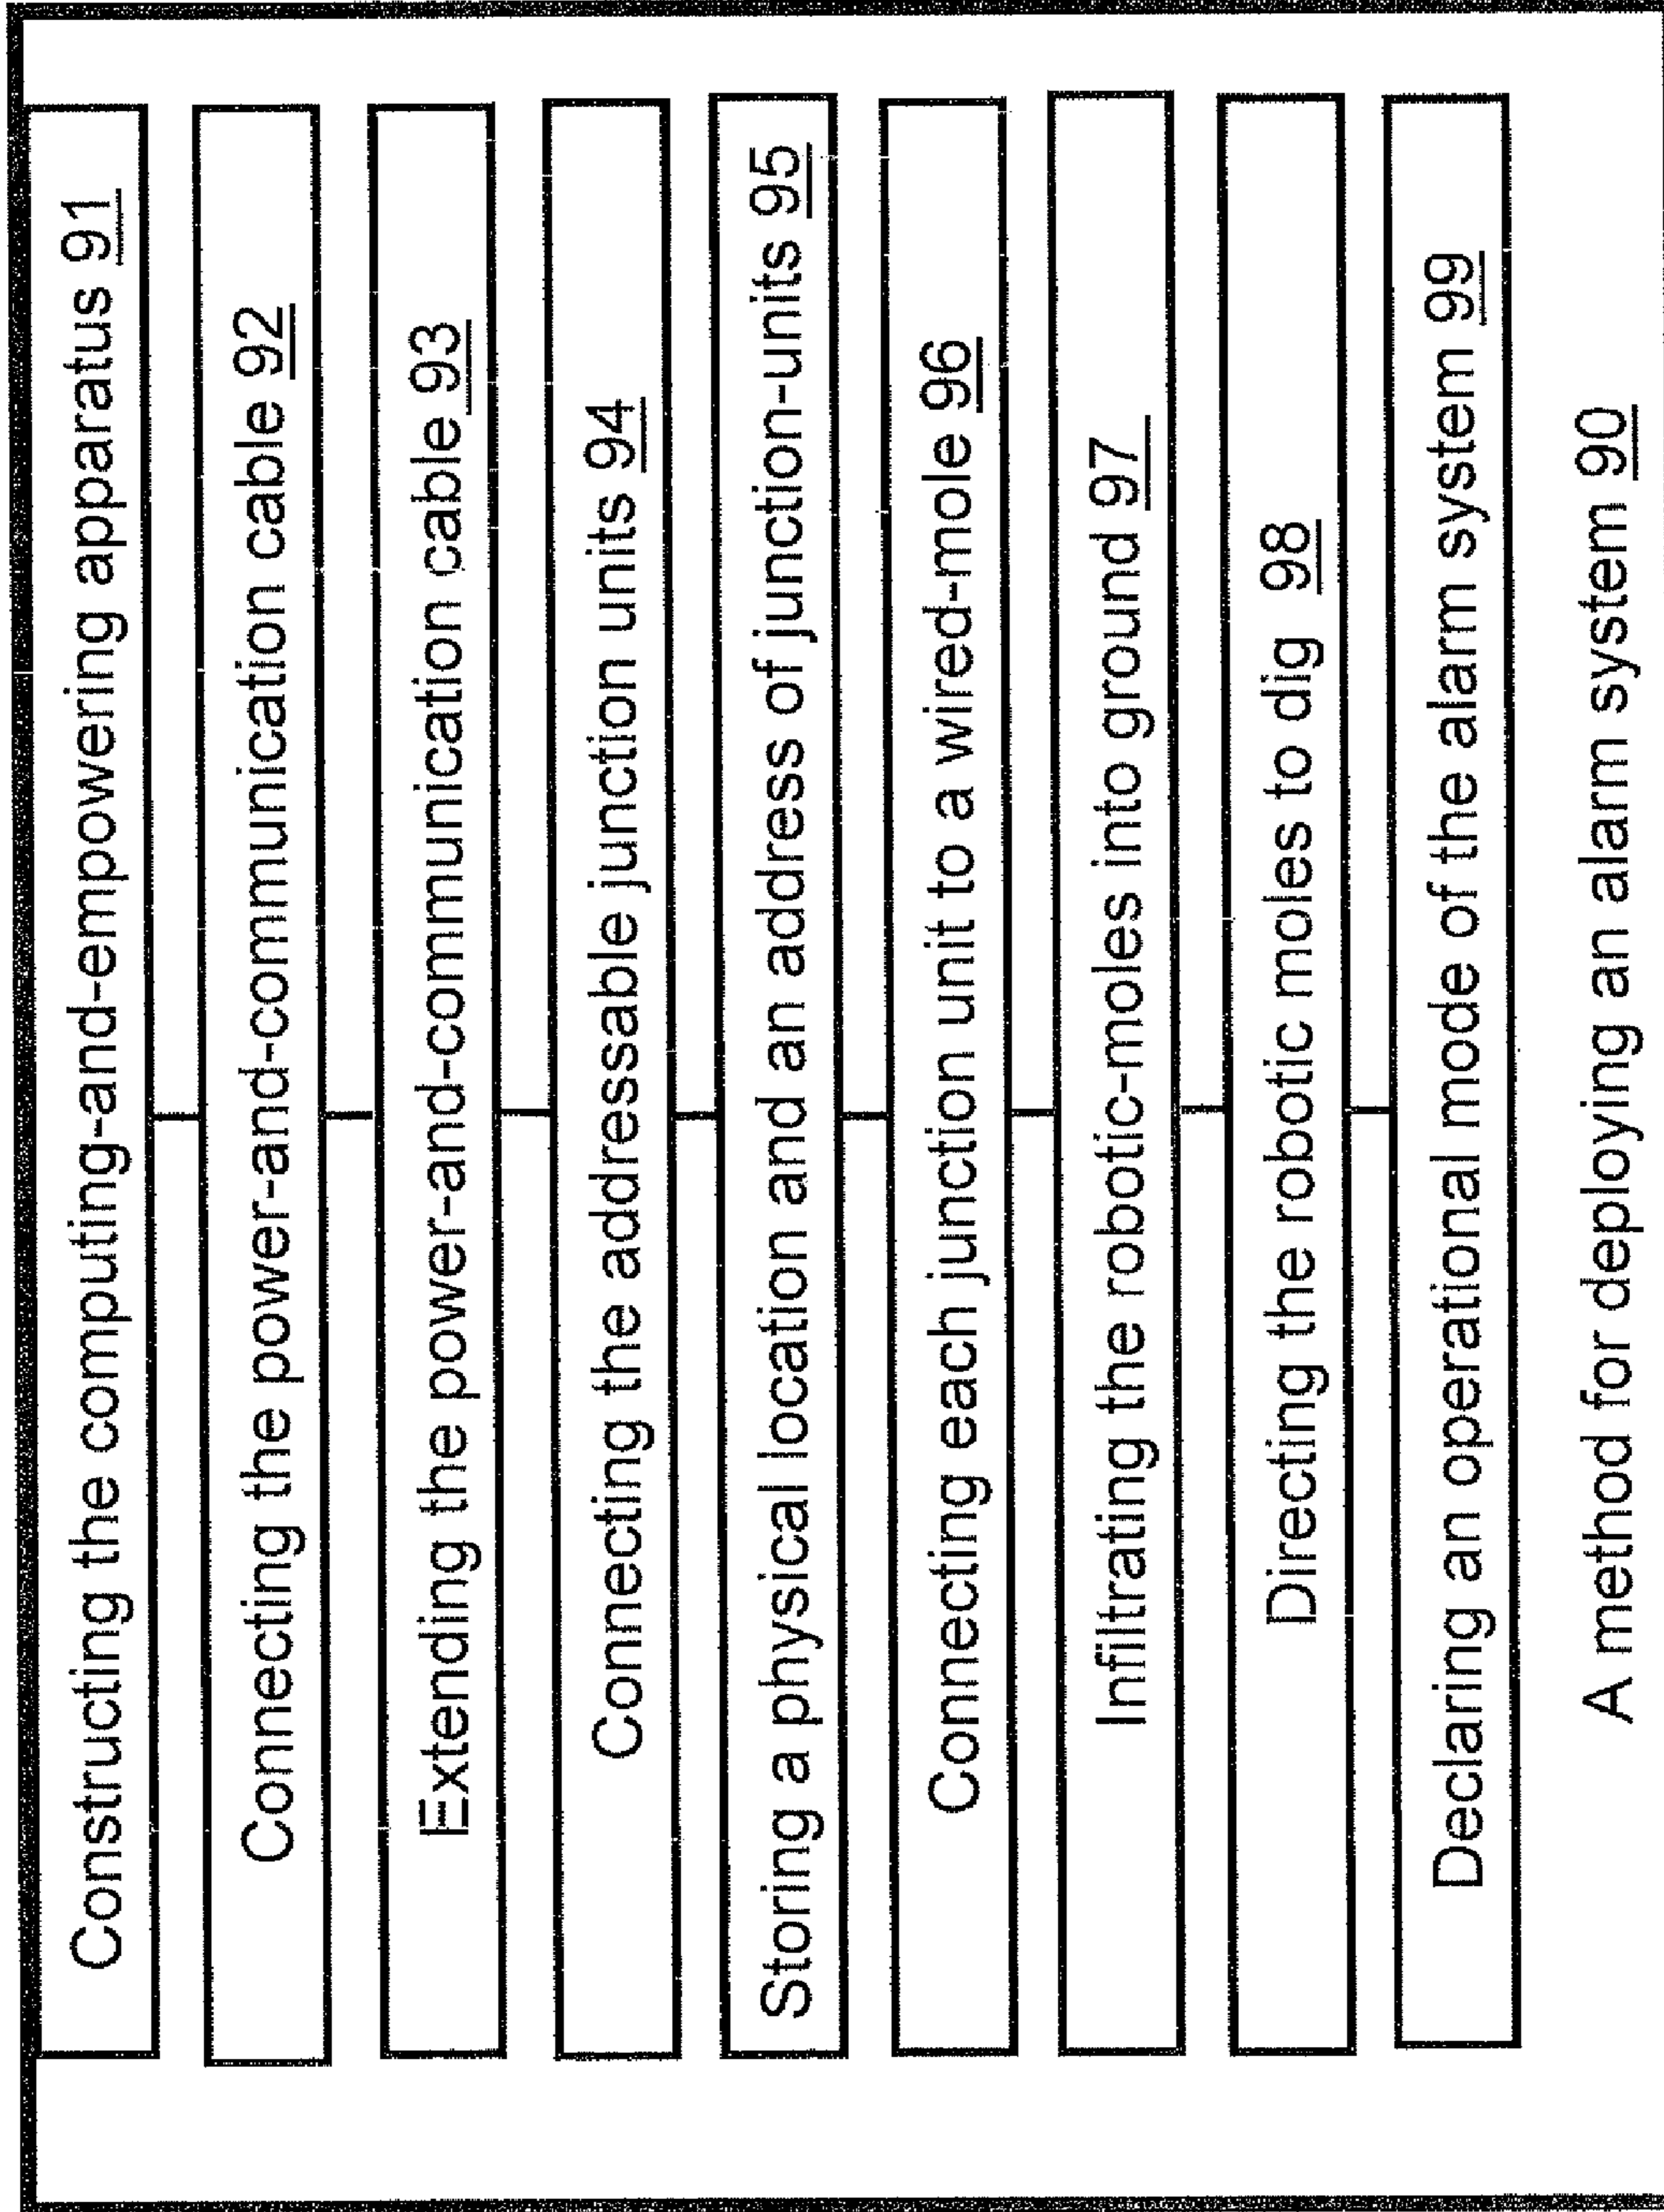 Constructing the computing-and-empowering apparatus 91
Connecting the power-and-communication cable 92
Extending the power-and-communication cable 93
Connecting the addressable junction units 94
Storing a physical location and an address of junction-units 95
Connecting each junction unit to a wired-mole 96
Infiltrating the robotic-moles into ground 97
Directing the robotic moles to dig 98
Declaring an operational mode of the alarm system 99
A method for deploying an alarm system 90